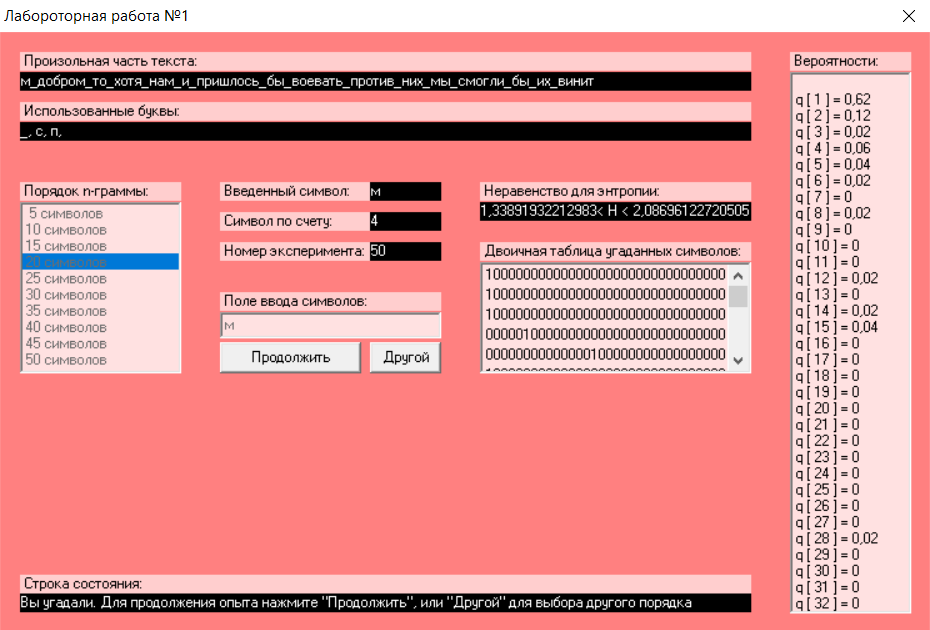 Лабороторная работа №1
Произольная часть текста:
м_добром_то_хотя_нам_и_пришлось_бы_воевать_против_них_мы_смогли_бы_их_винит
Использованные буквы:
_, с, п,
Порядок n-граммы:
5 символов
10 символов
15 символов
20 символов
25 символов
30 символов
35 символов
40 символов
45 символов
50 символов
Введенный символ: м
Символ по счету: 4
Номер эксперимента: 50
Поле ввода символов:
м
Продолжить
Другой
Неравенство для энтропии:
1,33891932212983< H < 2,08696122720505
Двоичная таблица угаданных символов:
10000000000000000000000000000000
10000000000000000000000000000000
10000000000000000000000000000000
00000100000000000000000000000000
00000000000000100000000000000000
Вероятности:
q [ 1 ] = 0,62
q [ 2 ] = 0,12
q [ 3 ] = 0,02
q [ 4 ] = 0,06
q [ 5 ] = 0,04
q [ 6 ] = 0,02
q [ 7 ] = 0
q [ 8 ] = 0,02
q [ 9 ] = 0
q [ 10 ] = 0
q [ 11 ] = 0
q [ 12 ] = 0,02
q [ 13 ] = 0
q [ 14 ] = 0,02
q [ 15 ] = 0,04
q [ 16 ] = 0
q [ 17 ] = 0
q [ 18 ] = 0
q [ 19 ] = 0
q [ 20 ] = 0
q [ 21 ] = 0
q [ 22 ] = 0
q [ 23 ] = 0
q [ 24 ] = 0
q [ 25 ] = 0
q [ 26 ] = 0
q [ 27 ] = 0
q [ 28 ] = 0,02
q [ 29 ] = 0
q [ 30 ] = 0
q [ 31 ] = 0
q [ 32 ] = 0
Строка состояния:
Вы угадали. Для продолжения опыта нажмите "Продолжить", или "Другой" для выбора другого порядка